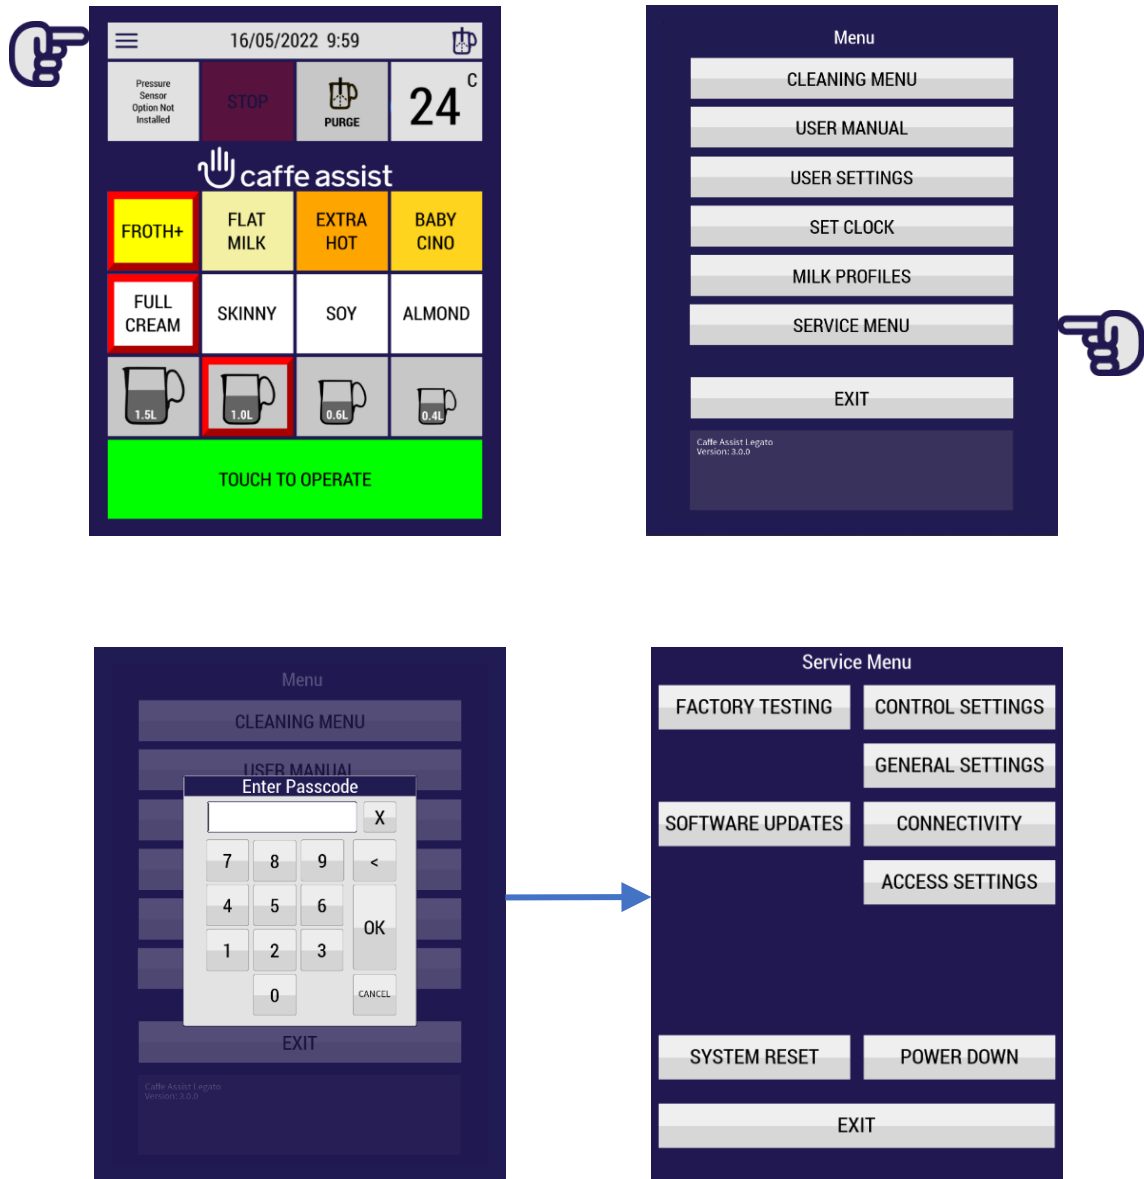 16/05/2022 9:59
Pressure
Sensor
Option Not
Installed
STOP
PURGE
24 C
caffe assist
FROTH+
FLAT
MILK
EXTRA
HOT
BABY
CINO
FULL
CREAM
SKINNY
SOY
ALMOND
1.5L
1.0L
0.6L
0.4L
TOUCH TO OPERATE
Menu
CLEANING MENU
USER MANUAL
USER SETTINGS
SET CLOCK
MILK PROFILES
SERVICE MENU
EXIT
Caffe Assist Legato
Version: 3.0.0
Menu
CLEANING MENU
USER MANUAL
Enter Passcode
X
7 8 9 <
4 5 6
OK
1 2 3
0 CANCEL
EXIT
Caffe Assist Legato
Version: 3.0.0
Service Menu
FACTORY TESTING CONTROL SETTINGS
GENERAL SETTINGS
SOFTWARE UPDATES CONNECTIVITY
ACCESS SETTINGS
SYSTEM RESET POWER DOWN
EXIT